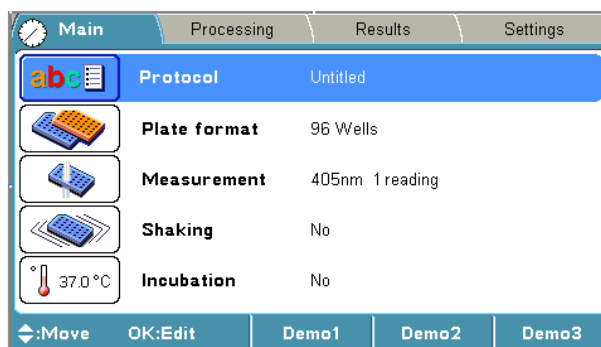 Main Processing Results Settings
abc Protocol Untitled
Plate format 96 Wells
Measurement 405nm 1 reading
Shaking No
37.0°C Incubation No
:Move OK:Edit Demo1 Demo2 Demo3